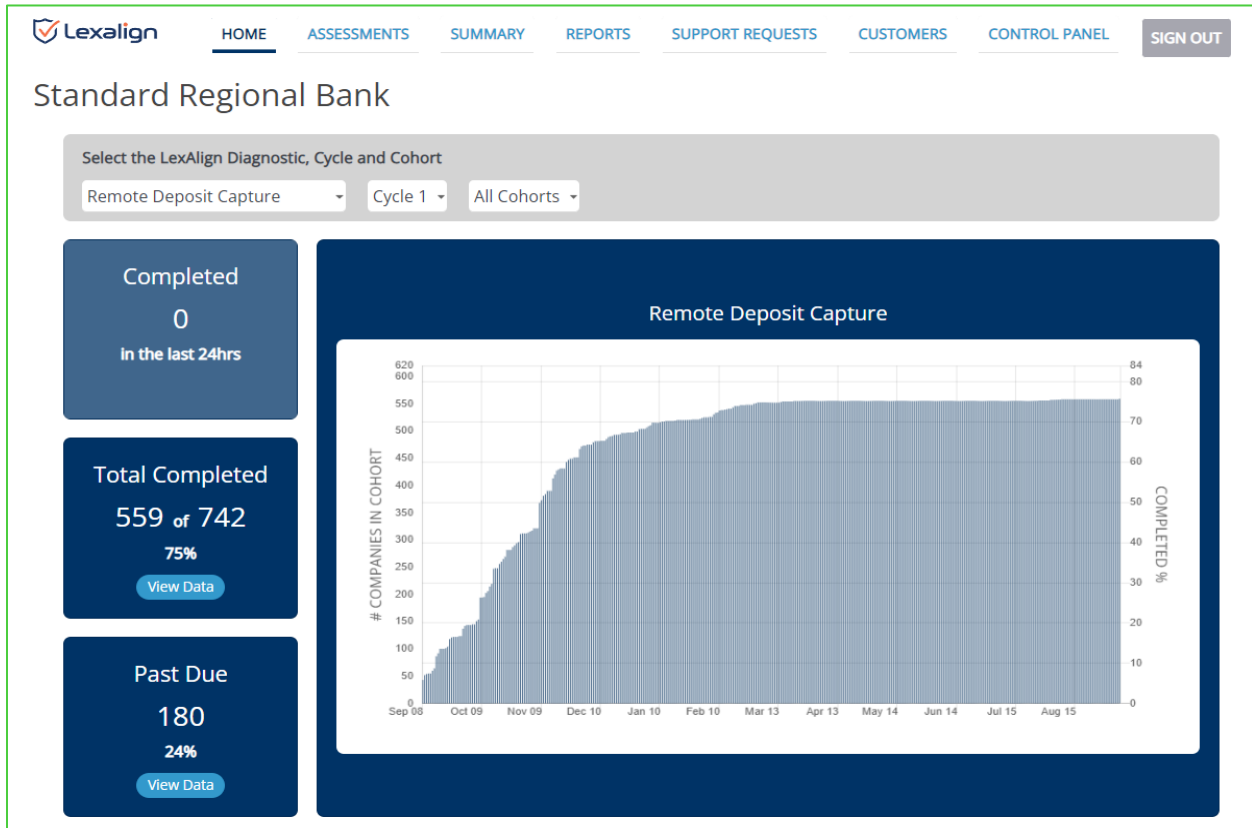 Lexalign HOME ASSESSMENTS SUMMARY REPORTS SUPPORT REQUESTS CUSTOMERS CONTROL PANEL SIGN OUT
Standard Regional Bank
Select the LexAlign Diagnostic, Cycle and Cohort
Remote Deposit Capture Cycle 1 All Cohorts
Completed
0
in the last 24hrs
Total Completed
559 of 742
75%
View Data
Past Due
180
24%
View Data
Remote Deposit Capture
# COMPANIES IN COHORT
620
600
550
500
450
400
350
300
250
200
150
100
50
0
84
80
70
60
50
40
30
20
10
0
COMPLETED %
Sep 08 Oct 09 Nov 09 Dec 10 Jan 10 Feb 10 Mar 13 Apr 13 May 14 Jun 14 Jul 15 Aug 15